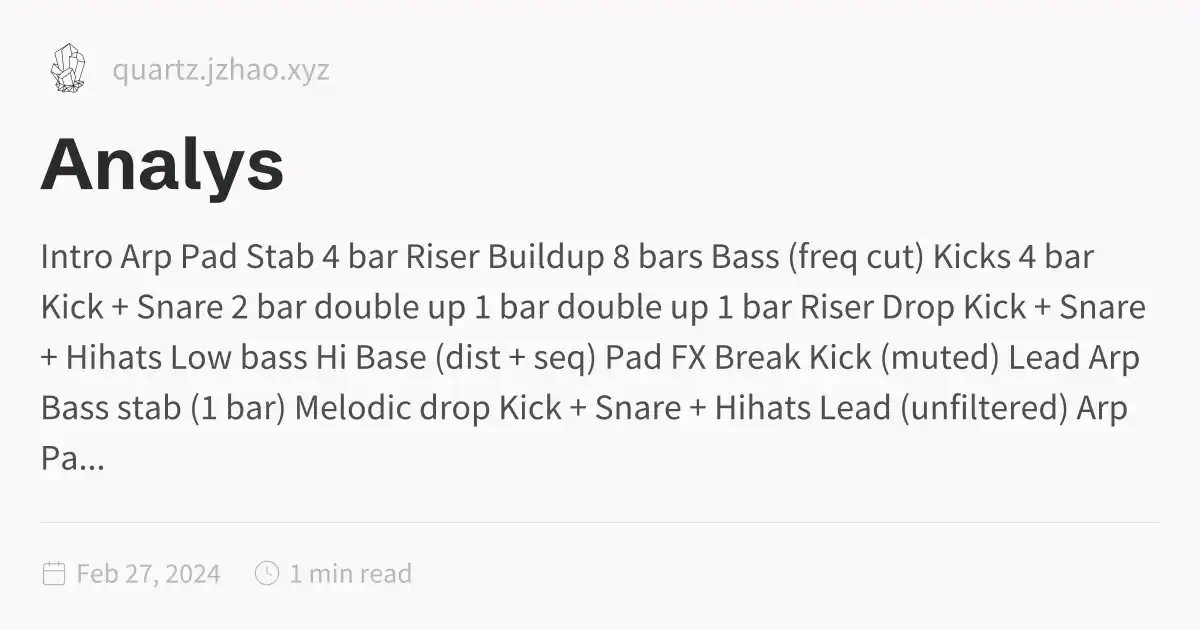 quartz.jzhao.xyz
Analys
Intro Arp Pad Stab 4 bar Riser Buildup 8 bars Bass (freq cut) Kicks 4 bar
Kick + Snare 2 bar double up 1 bar double up 1 bar Riser Drop Kick + Snare
+ Hihats Low bass Hi Base (dist + seq) Pad FX Break Kick (muted) Lead Arp
Bass stab (1 bar) Melodic drop Kick + Snare + Hihats Lead (unfiltered) Arp
Pa...
Feb 27, 2024 1 min read